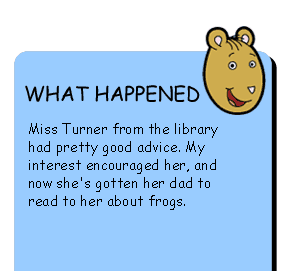 WHAT HAPPENED
Miss Turner from the library
had pretty good advice. My
interest encouraged her, and
now she's gotten her dad to
read to her about frogs.